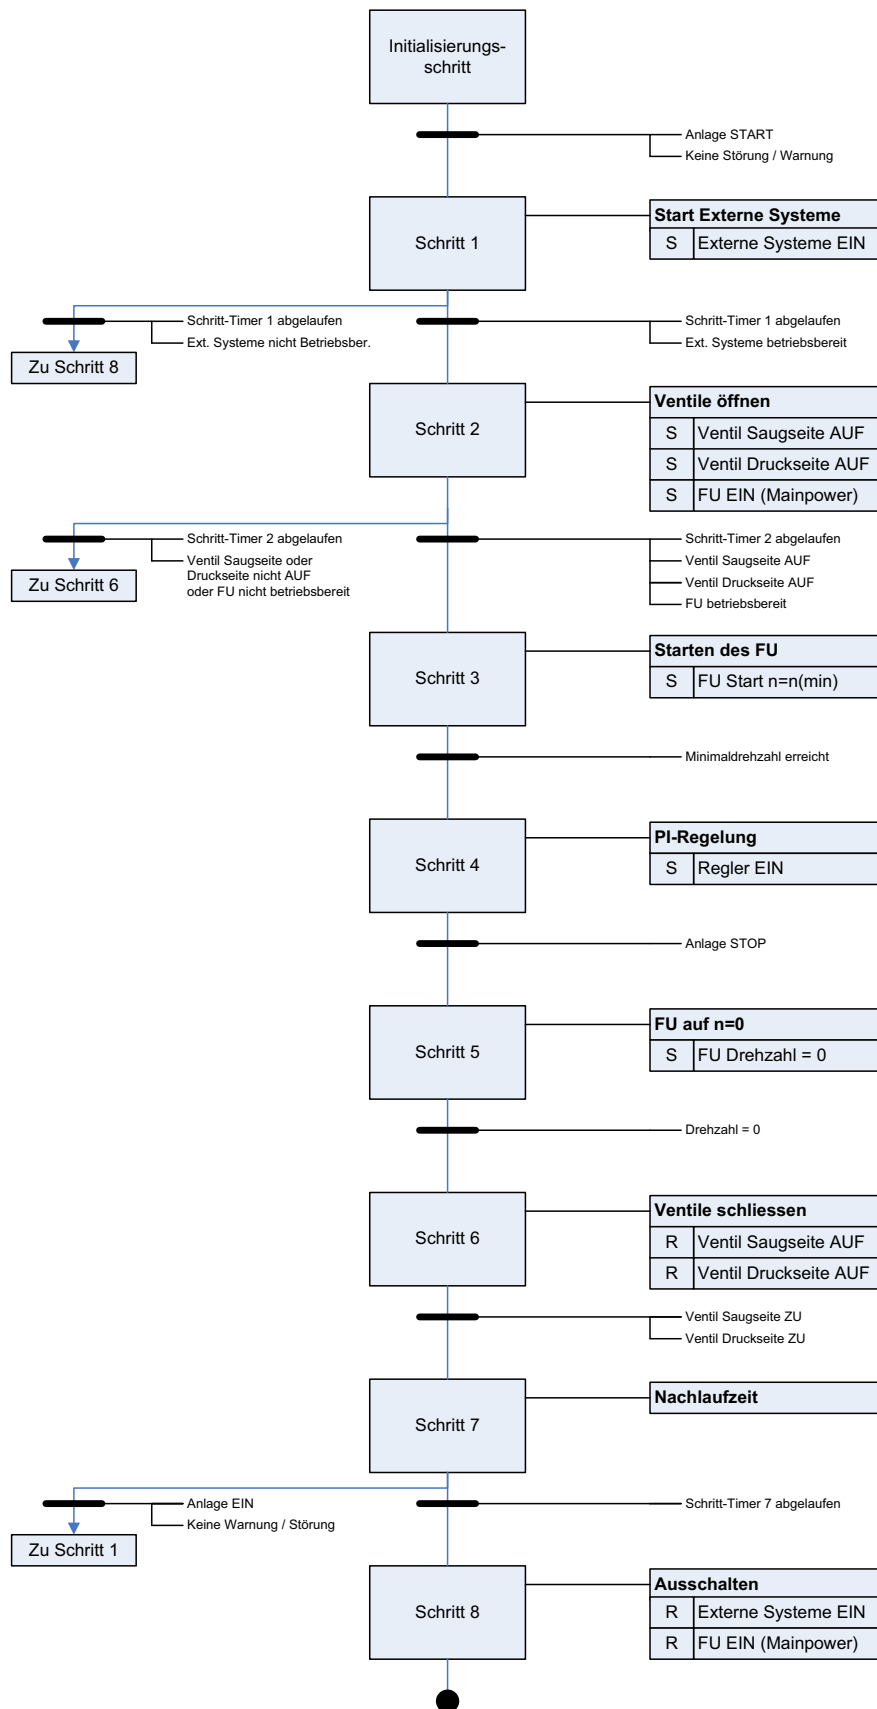 Initialisierungs-
schritt
Anlage START
Keine Störung / Warnung
Schritt 1
Start Externe Systeme
S Externe Systeme EIN
Schritt-Timer 1 abgelaufen
Ext. Systeme nicht Betriebsber.
Schritt-Timer 1 abgelaufen
Ext. Systeme betriebsbereit
Zu Schritt 8
Schritt 2
Ventile öffnen
S Ventil Saugseite AUF
S Ventil Druckseite AUF
S FU EIN (Mainpower)
Schritt-Timer 2 abgelaufen
Ventil Saugseite oder
Druckseite nicht AUF
oder FU nicht betriebsbereit
Schritt-Timer 2 abgelaufen
Ventil Saugseite AUF
Ventil Druckseite AUF
FU betriebsbereit
Zu Schritt 6
Schritt 3
Starten des FU
S FU Start n=n(min)
Minimaldrehzahl erreicht
Schritt 4
PI-Regelung
S Regler EIN
Anlage STOP
Schritt 5
FU auf n=0
S FU Drehzahl = 0
Drehzahl = 0
Schritt 6
Ventile schliessen
R Ventil Saugseite AUF
R Ventil Druckseite AUF
Ventil Saugseite ZU
Ventil Druckseite ZU
Schritt 7
Nachlaufzeit
Anlage EIN
Keine Warnung / Störung
Schritt-Timer 7 abgelaufen
Zu Schritt 1
Schritt 8
Ausschalten
R Externe Systeme EIN
R FU EIN (Mainpower)